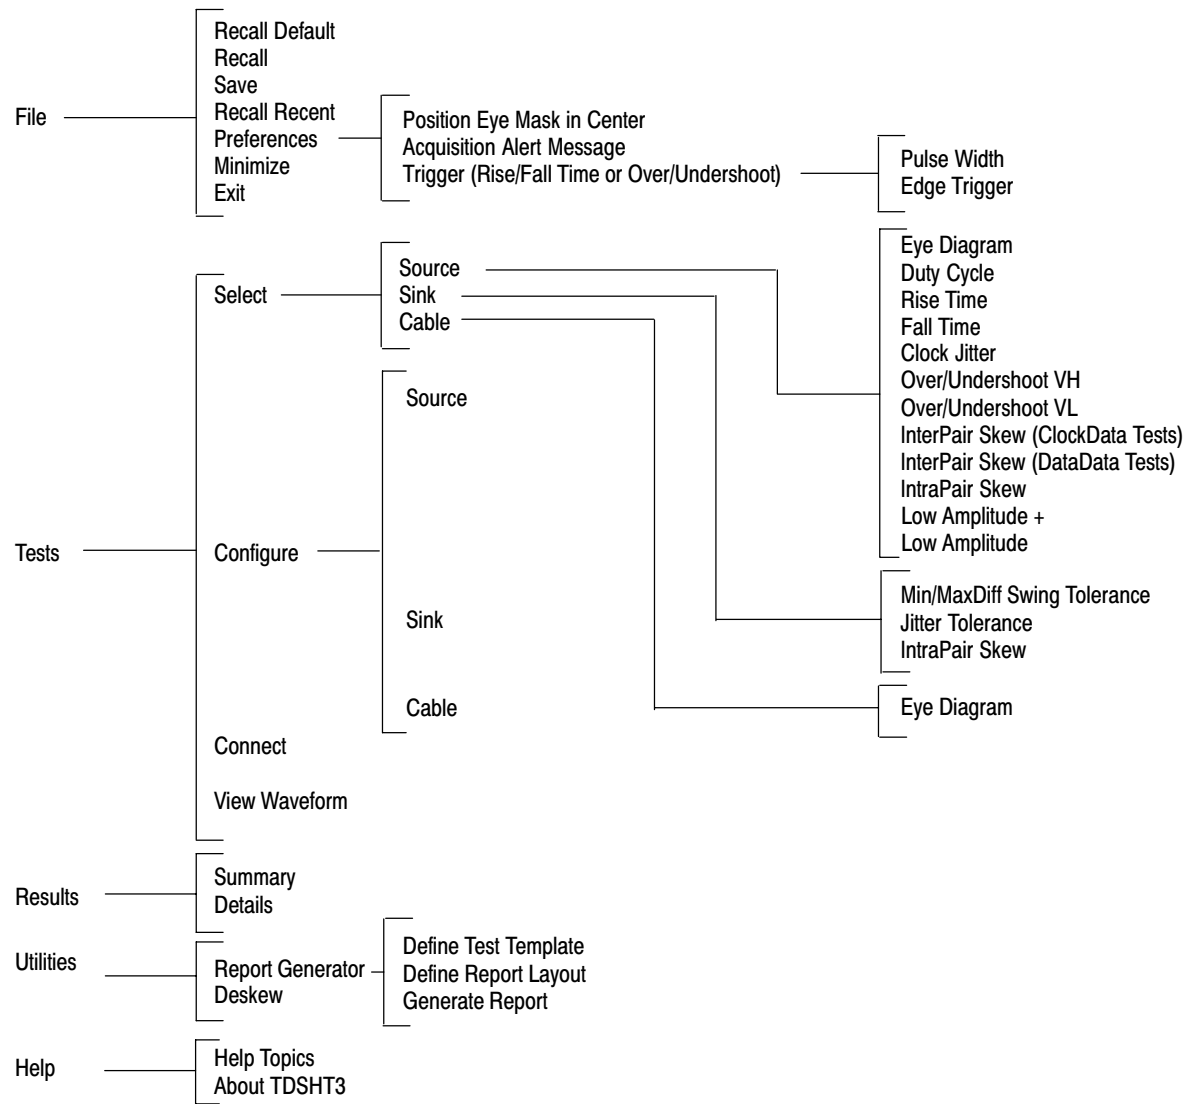 File
Recall Default
Recall
Save
Recall Recent
Preferences
Minimize
Exit
Position Eye Mask in Center
Acquisition Alert Message
Trigger (Rise/Fall Time or Over/Undershoot)
Pulse Width
Edge Trigger
Tests
Select
Source
Sink
Cable
Eye Diagram
Duty Cycle
Rise Time
Fall Time
Clock Jitter
Over/Undershoot VH
Over/Undershoot VL
InterPair Skew (ClockData Tests)
InterPair Skew (DataData Tests)
IntraPair Skew
Low Amplitude +
Low Amplitude
Min/MaxDiff Swing Tolerance
Jitter Tolerance
IntraPair Skew
Eye Diagram
Configure
Source
Sink
Cable
Connect
View Waveform
Results
Summary
Details
Utilities
Report Generator
Deskew
Define Test Template
Define Report Layout
Generate Report
Help
Help Topics
About TDSHT3